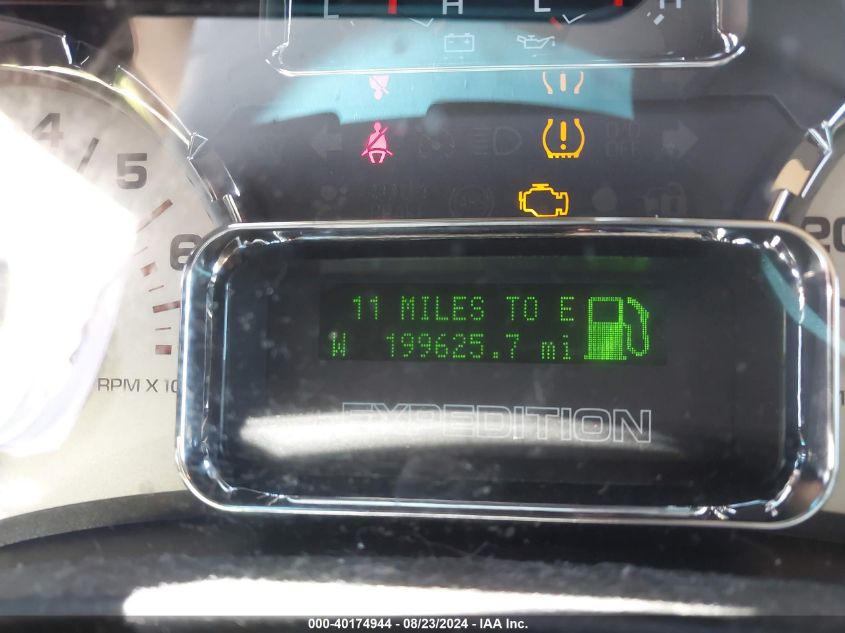 L H L H
4
5
6
20
11 MILES TO E
W 199625.7 mi
RPM X 10
EXPEDITION
000-40174944 - 08/23/2024 - IAA Inc.